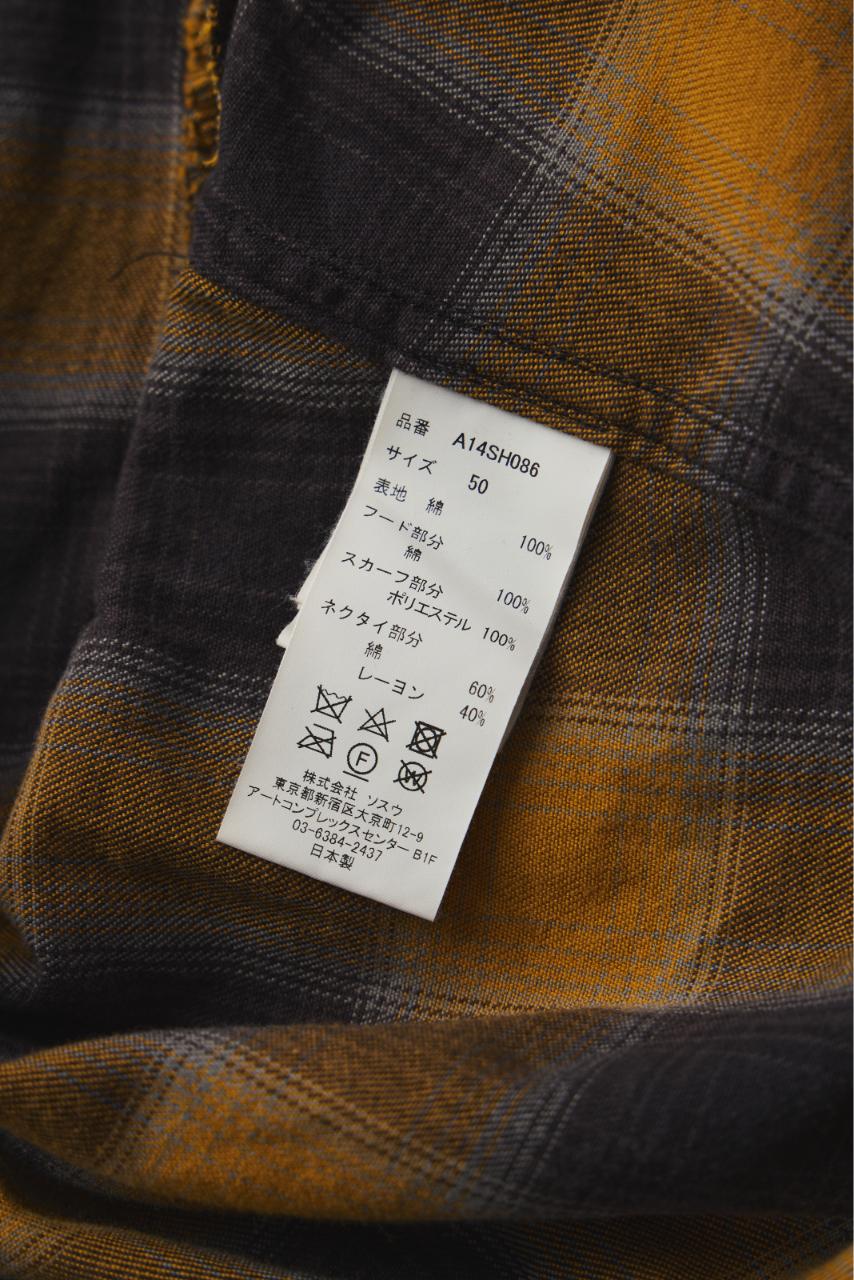 品番 A14SH086
サイズ 50
表地 綿 100%
フード部分
綿 100%
スカーフ部分
ポリエステル 100%
ネクタイ部分
綿 60%
レーヨン 40%
F
W
株式会社 ソスウ
東京都新宿区大京町12-9
アートコンプレックスセンター B1F
03-6384-2437
日本製